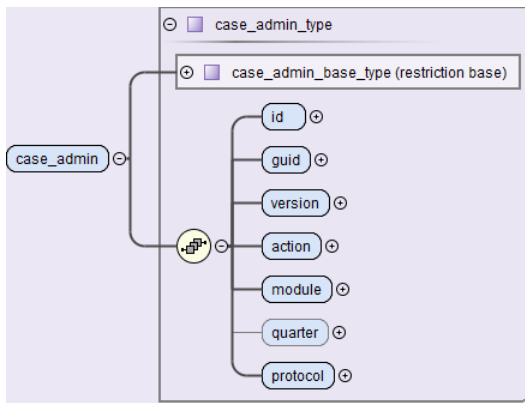 case_admin_type
case_admin_base_type (restriction base)
id
guid
case_admin
version
action
module
quarter
protocol